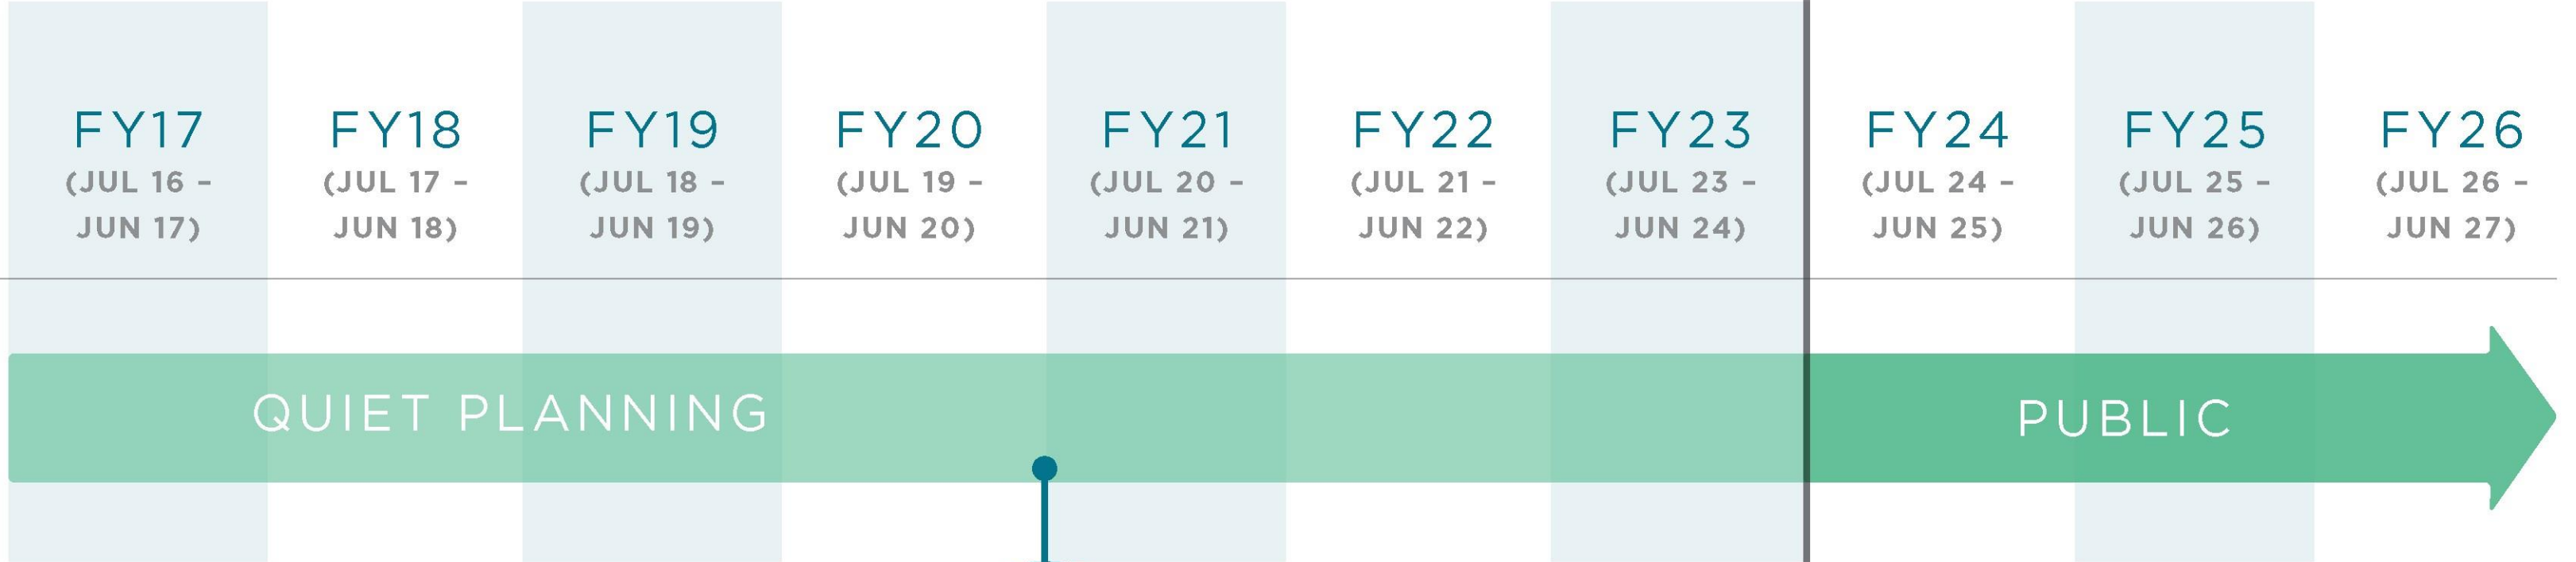 FY17 FY18 FY19 FY20 FY21 FY22 FY23 FY24 FY25 FY26
(JUL 16 – (JUL 17 – (JUL 18 – (JUL 19 – (JUL 20 – (JUL 21 – (JUL 23 – (JUL 24 – (JUL 25 – (JUL 26 –
JUN 17) JUN 18) JUN 19) JUN 20) JUN 21) JUN 22) JUN 24) JUN 25) JUN 26) JUN 27)
QUIET PLANNING PUBLIC